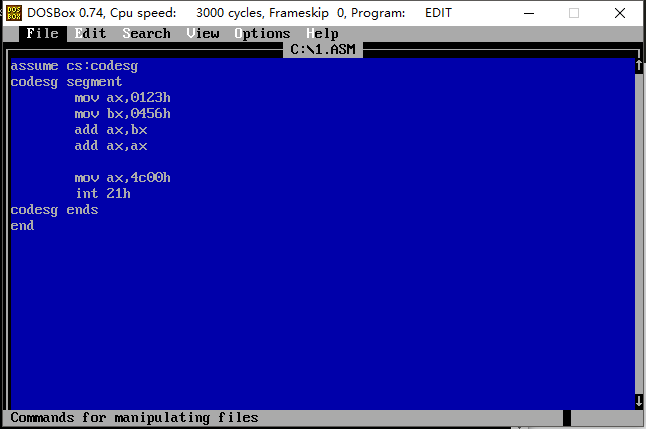 DOS BOX DOSBox 0.74, Cpu speed: 3000 cycles, Frameskip 0, Program: EDIT
File Edit Search View Options Help
C:\1.ASM
assume cs:codesg
codesg segment
mov ax,0123h
mov bx,0456h
add ax,bx
add ax,ax
mov ax,4c00h
int 21h
codesg ends
end
Commands for manipulating files